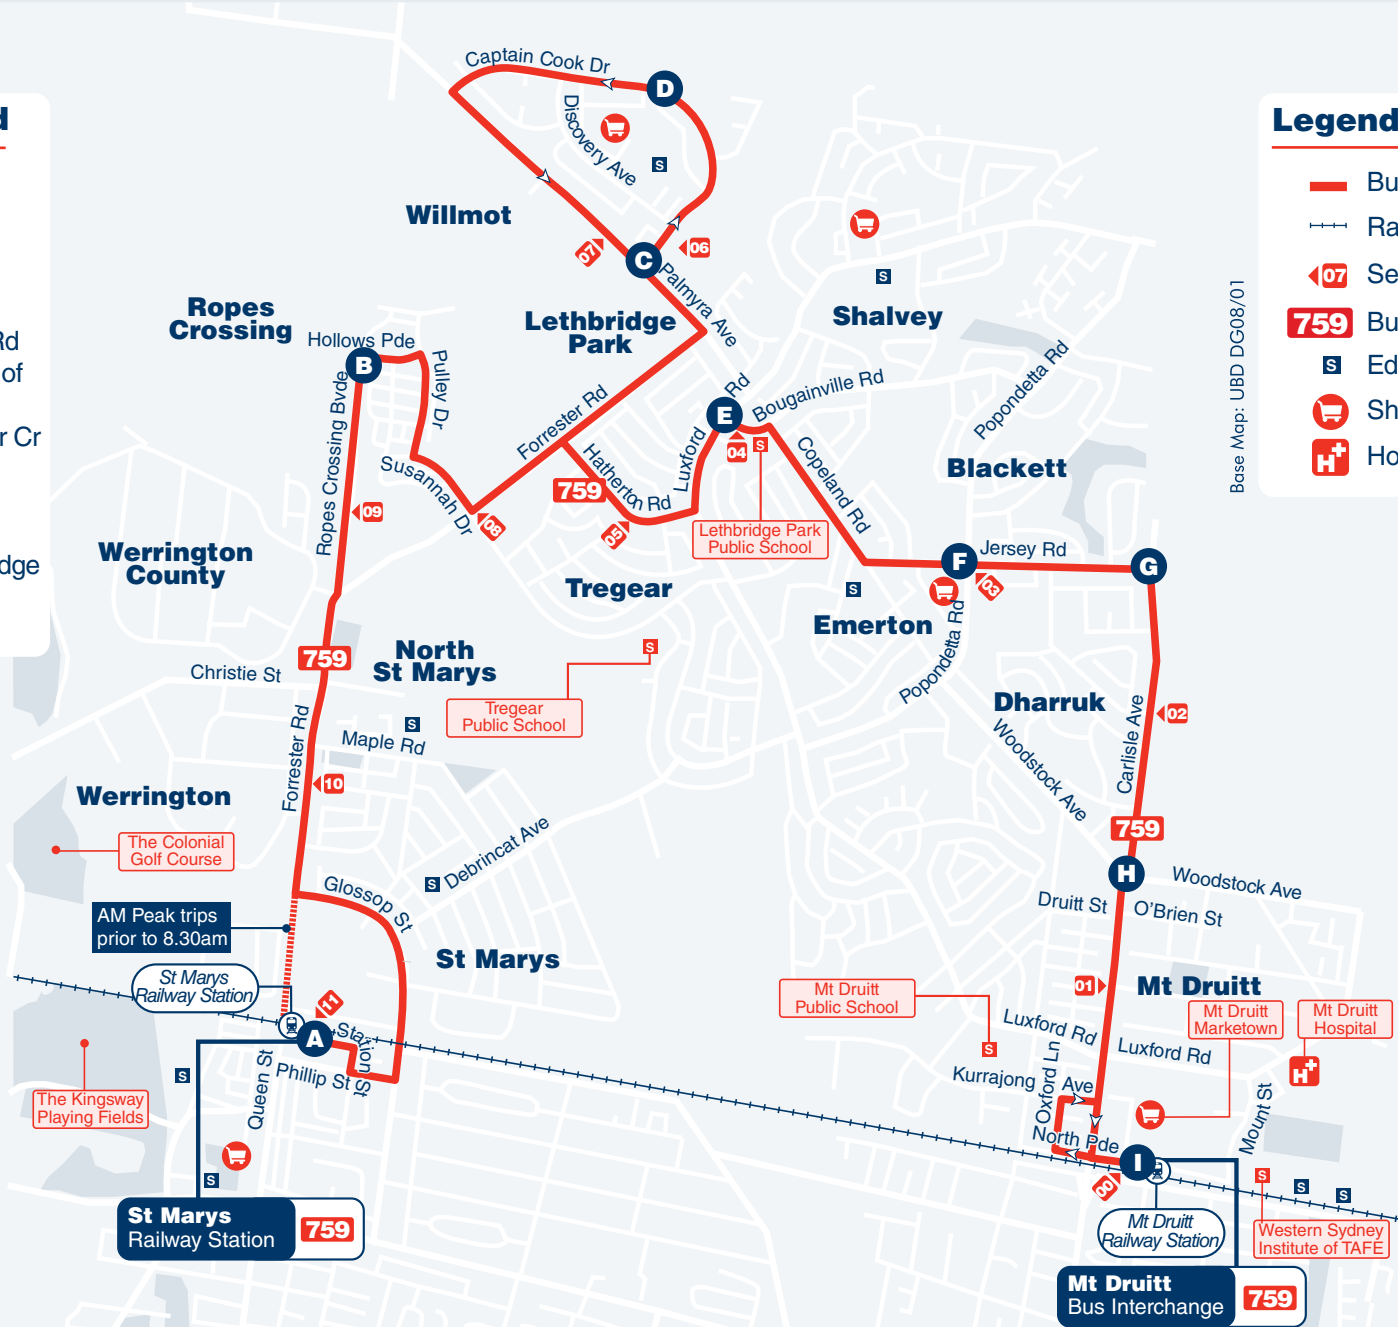 Captain Cook Dr
D
Discovery Ave
S
Willmot
07
06
C
Palmyra Ave
Ropes
Crossing
Hollows Pde
B
Pulley Dr
Lethbridge
Park
Shalvey
S
Legend
Bu
Ra
07
Se
759
Bu
S
Ed
Sh
H+
Ho
Base Map: UBD DG08/01
d
Rd
of
r Cr
dge
Popondetta Rd
Forrester Rd
Luxford
Rd
E
Bougainville Rd
04
S
Copeland Rd
Blackett
Hatherton Rd
759
05
Lethbridge Park
Public School
Ropes Crossing Bvde
09
Susannah Dr
08
Werrington
County
Tregear
S
Tregear
Public School
F
Jersey Rd
G
03
S
Emerton
Popondetta Rd
759
North
St Marys
Christie St
S
Maple Rd
Forrester Rd
10
Dharruk
Woodstock Ave
Carlisle Ave
02
759
H
Woodstock Ave
Druitt St
O'Brien St
Werrington
The Colonial
Golf Course
S
Debrincat Ave
Glossop St
AM Peak trips
prior to 8.30am
St Marys
St Marys
Railway Station
11
A
Station St
Phillip St
Queen St
S
The Kingsway
Playing Fields
S
St Marys
Railway Station
759
01
Mt Druitt
Mt Druitt
Public School
S
Mt Druitt
Marketown
Mt Druitt
Hospital
H+
Luxford Rd
Luxford Rd
Kurrajong Ave
Oxford Ln
North Pde
Mount St
I
00
Mt Druitt
Railway Station
S
S
S
Western Sydney
Institute of TAFE
Mt Druitt
Bus Interchange
759